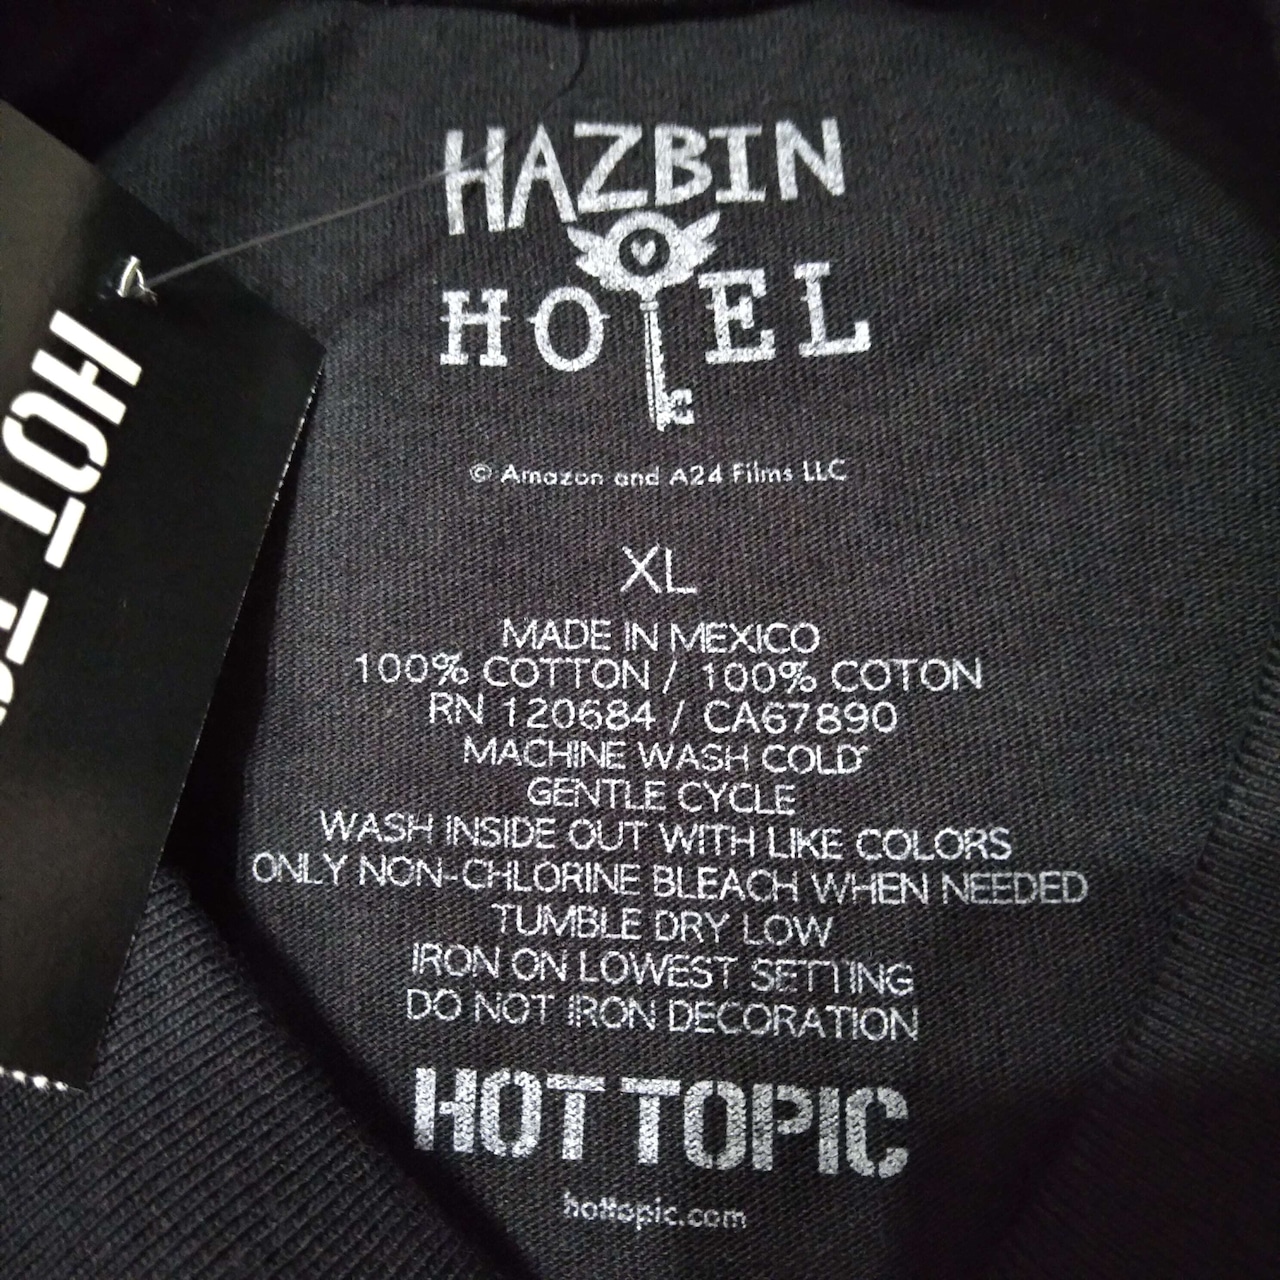 HAZBIN
HOTEL
© Amazon and A24 Films LLC
XL
MADE IN MEXICO
100% COTTON / 100% COTON
RN 120684 / CA67890
MACHINE WASH COLD
GENTLE CYCLE
WASH INSIDE OUT WITH LIKE COLORS
ONLY NON-CHLORINE BLEACH WHEN NEEDED
TUMBLE DRY LOW
IRON ON LOWEST SETTING
DO NOT IRON DECORATION
HOT TOPIC
hottopic.com
HOT